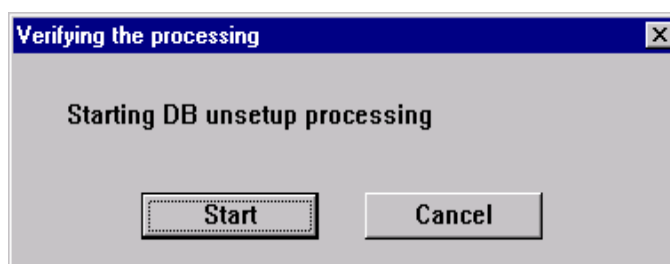 Verifying the processing
Starting DB unsetup processing
Start Cancel